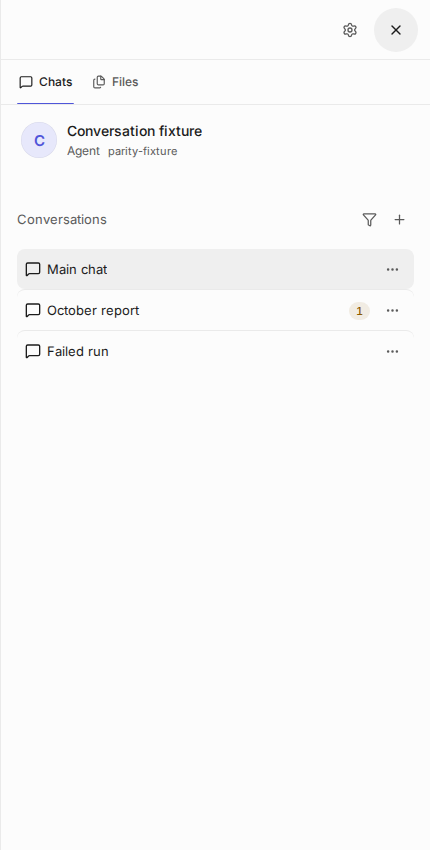 Chats Files
C
Conversation fixture
Agent parity-fixture
Conversations
Main chat
October report 1
Failed run